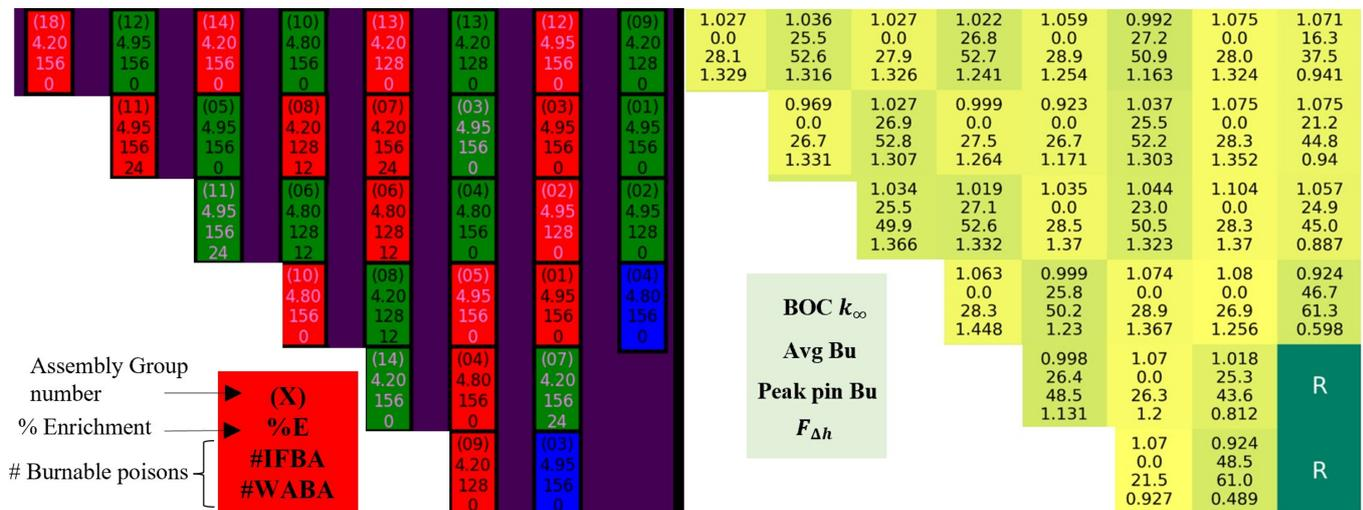 (18) (12) (14) (10) (13) (13) (12) (09)
4.20 4.95 4.20 4.80 4.20 4.20 4.95 4.20
156 156 156 156 128 128 156 128
0 0 0 0 0 0 0 0
(11) (05) (08) (07) (03) (03) (01)
4.95 4.95 4.20 4.20 4.95 4.95 4.95
156 156 128 156 156 156 156
24 0 12 24 0 0 0
(11) (06) (06) (04) (02) (02)
4.95 4.80 4.80 4.80 4.95 4.95
156 128 128 156 128 128
24 12 12 0 0 0
(10) (08) (05) (01) (04)
4.80 4.20 4.95 4.95 4.80
156 128 156 156 156
0 12 0 0 0
(14) (04) (07)
4.20 4.80 4.20
156 156 156
0 0 24
(09) (03)
4.20 4.95
128 156
0 0
Assembly Group
number
% Enrichment
# Burnable poisons
(X)
%E
#IFBA
#WABA
1.027 1.036 1.027 1.022 1.059 0.992 1.075 1.071
0.0 25.5 0.0 26.8 0.0 27.2 0.0 16.3
28.1 52.6 27.9 52.7 28.9 50.9 28.0 37.5
1.329 1.316 1.326 1.241 1.254 1.163 1.324 0.941
0.969 1.027 0.999 0.923 1.037 1.075 1.075
0.0 26.9 0.0 0.0 25.5 0.0 21.2
26.7 52.8 27.5 26.7 52.2 28.3 44.8
1.331 1.307 1.264 1.171 1.303 1.352 0.94
1.034 1.019 1.035 1.044 1.104 1.057
25.5 27.1 0.0 23.0 0.0 24.9
49.9 52.6 28.5 50.5 28.3 45.0
1.366 1.332 1.37 1.323 1.37 0.887
1.063 0.999 1.074 1.08 0.924
0.0 25.8 0.0 0.0 46.7
28.3 50.2 28.9 26.9 61.3
1.448 1.23 1.367 1.256 0.598
0.998 1.07 1.018
26.4 0.0 25.3
48.5 26.3 43.6
1.131 1.2 0.812
R
1.07 0.924
0.0 48.5
21.5 61.0
0.927 0.489
R
BOC k∞
Avg Bu
Peak pin Bu
FΔh